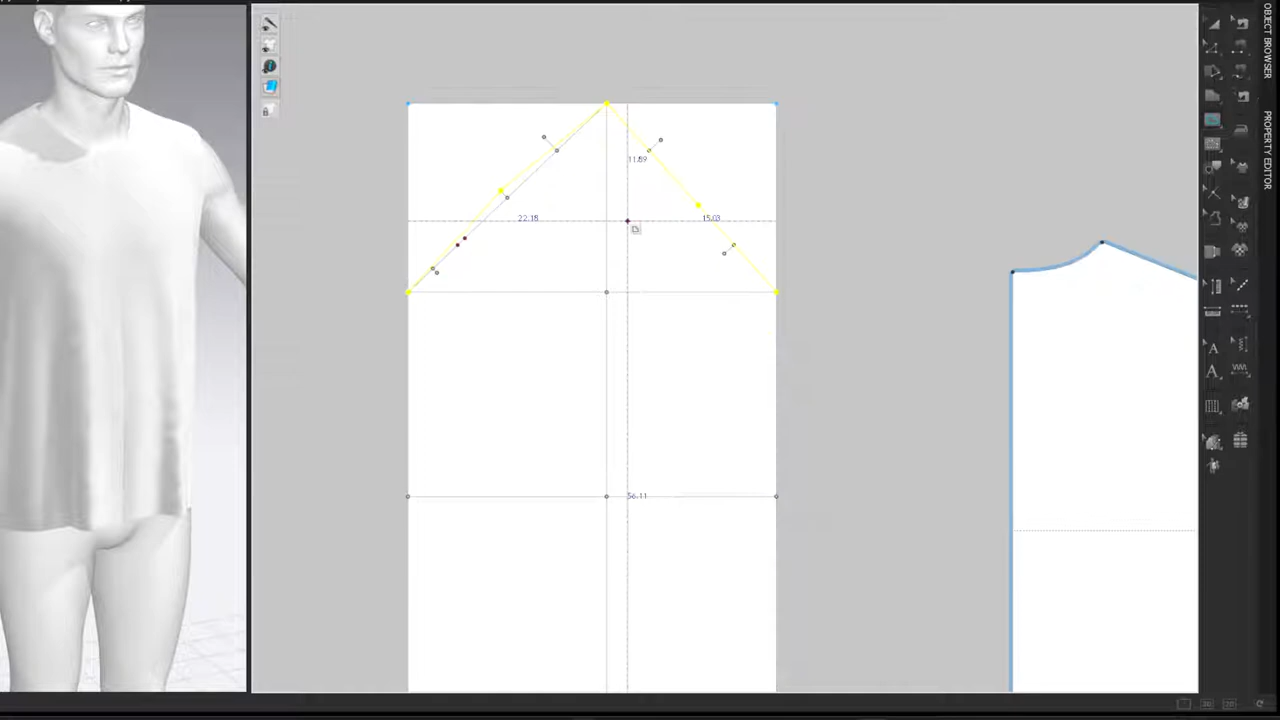 OBJECT BROWSER
PROPERTY EDITOR
11.89
22.18
15.03
56.11
A
A